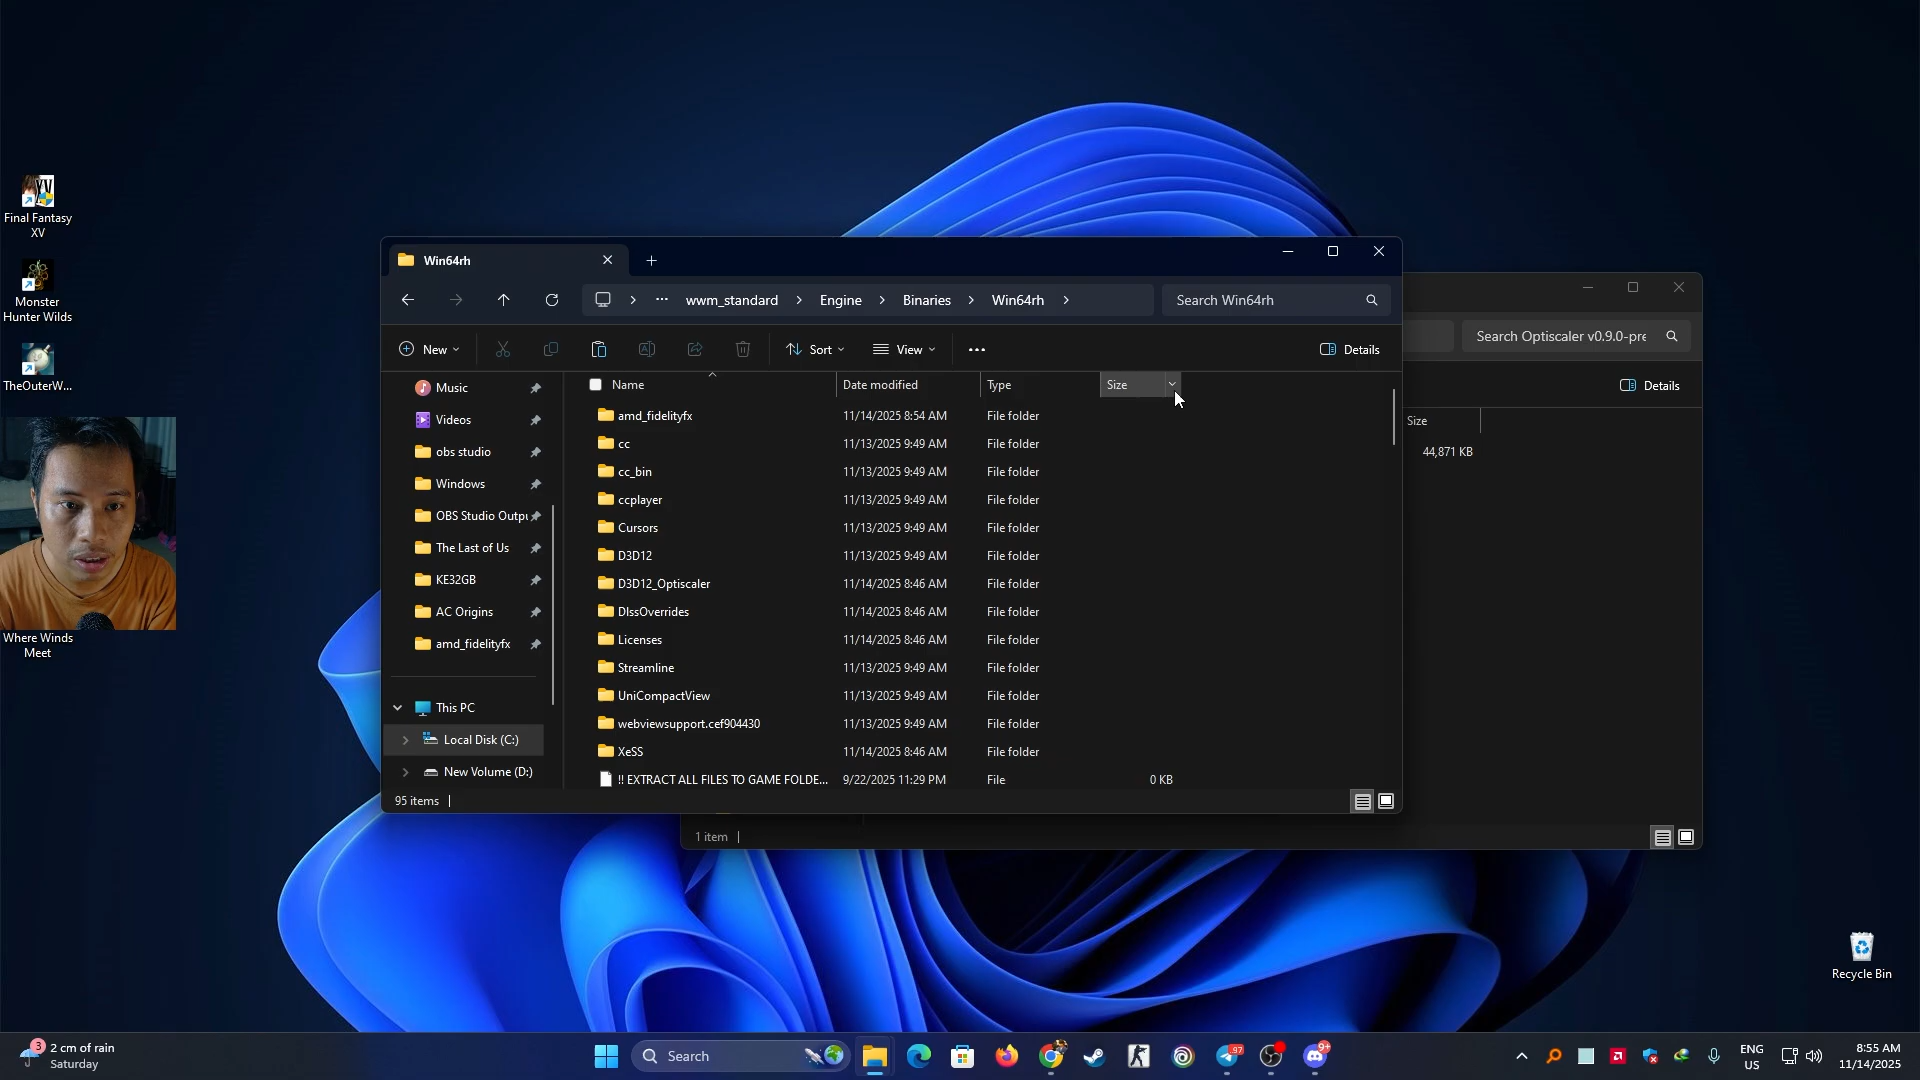 Final Fantasy
XV
Monster
Hunter Wilds
TheOuterW...
Where Winds
Meet
Win64rh
wwm_standard
Engine
Binaries
Win64rh
Search Win64rh
New
Sort
View
Details
Music
Videos
obs studio
Windows
OBS Studio Outpu
The Last of Us
KE32GB
AC Origins
amd_fidelityfx
This PC
Local Disk (C:)
New Volume (D:)
Name Date modified Type Size
amd_fidelityfx 11/14/2025 8:54 AM File folder
cc 11/13/2025 9:49 AM File folder
cc_bin 11/13/2025 9:49 AM File folder
ccplayer 11/13/2025 9:49 AM File folder
Cursors 11/13/2025 9:49 AM File folder
D3D12 11/13/2025 9:49 AM File folder
D3D12_Optiscaler 11/14/2025 8:46 AM File folder
DlssOverrides 11/14/2025 8:46 AM File folder
Licenses 11/14/2025 8:46 AM File folder
Streamline 11/13/2025 9:49 AM File folder
UniCompactView 11/13/2025 9:49 AM File folder
webviewsupport.cef904430 11/13/2025 9:49 AM File folder
XeSS 11/14/2025 8:46 AM File folder
!! EXTRACT ALL FILES TO GAME FOLDE... 9/22/2025 11:29 PM File 0 KB
95 items
Search Optiscaler v0.9.0-pre
Details
Size
44,871 KB
1 item
Recycle Bin
3
2 cm of rain
Saturday
Search
97
9+
ENG
US
8:55 AM
11/14/2025